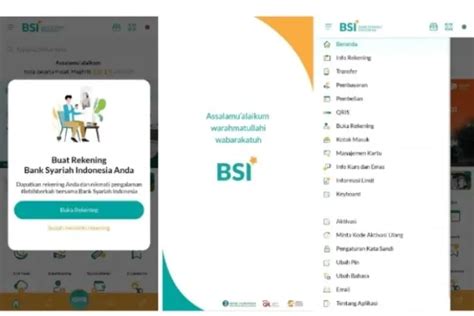 BSI
Assalamu'alaikum
Buat Rekening
Bank Syariah Indonesia Anda
Dapatkan rekening Anda dan nikmati pengalaman
#lebihberkah bersama Bank Syariah Indonesia
Buka Rekening
Sudah memiliki rekening
Assalamu'alaikum
warahmatullahi
wabarakatuh
BSI
BSI
Beranda
Info Rekening
Transfer
Pembayaran
Pembelian
QRIS
Buka Rekening
Kotak Masuk
Manajemen Kartu
Info Kurs dan Emas
Informasi Limit
Keyboard
Aktivasi
Minta Kode Aktivasi Ulang
Pengaturan Kata Sandi
Ubah Pin
Ubah Bahasa
Email
Tentang Aplikasi